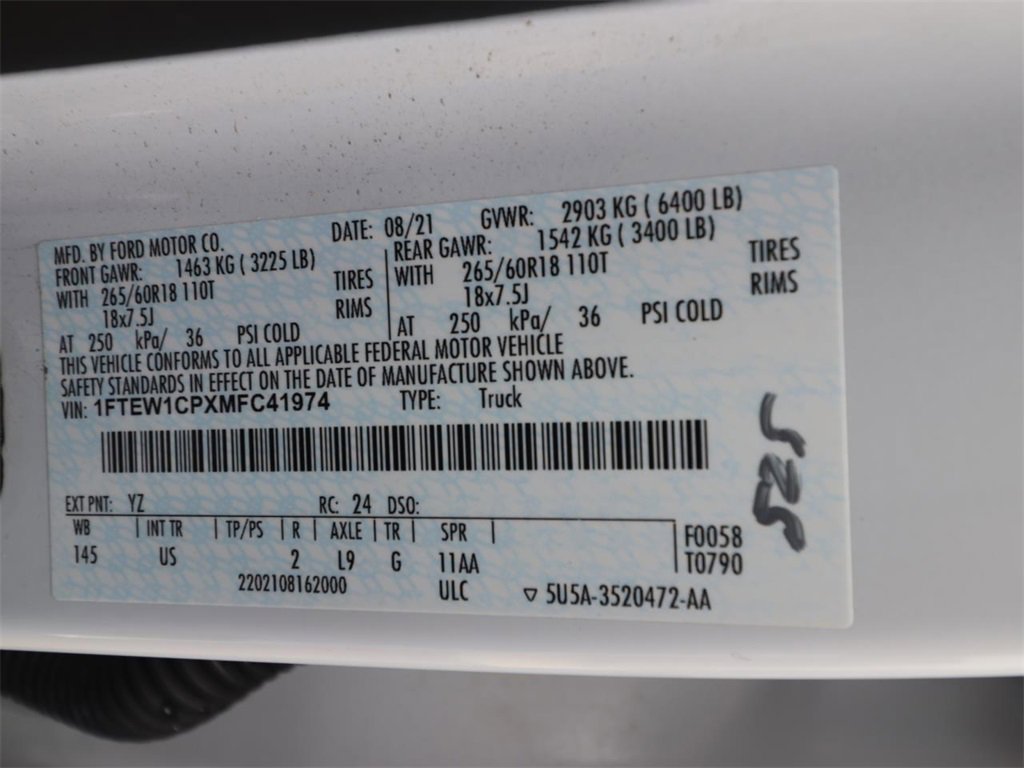 MFD. BY FORD MOTOR CO. DATE: 08/21 GVWR: 2903 KG ( 6400 LB)
FRONT GAWR: 1463 KG ( 3225 LB) REAR GAWR: 1542 KG ( 3400 LB)
WITH 265/60R18 110T TIRES WITH 265/60R18 110T TIRES
18x7.5J RIMS 18x7.5J RIMS
AT 250 kPa/ 36 PSI COLD AT 250 kPa/ 36 PSI COLD
THIS VEHICLE CONFORMS TO ALL APPLICABLE FEDERAL MOTOR VEHICLE
SAFETY STANDARDS IN EFFECT ON THE DATE OF MANUFACTURE SHOWN ABOVE.
VIN: 1FTEW1CPXMFC41974 TYPE: Truck
EXT PNT: YZ RC: 24 DSO:
WB INT TR TP/PS R AXLE TR SPR F0058
145 US 2 L9 G 11AA T0790
2202108162000 ULC ▽ 5U5A-3520472-AA